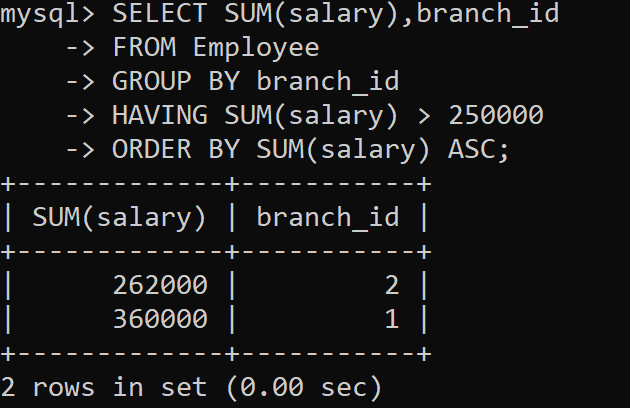 mysql> SELECT SUM(salary),branch_id
    -> FROM Employee
    -> GROUP BY branch_id
    -> HAVING SUM(salary) > 250000
    -> ORDER BY SUM(salary) ASC;
+-------------+-----------+
| SUM(salary) | branch_id |
+-------------+-----------+
|      262000 |         2 |
|      360000 |         1 |
+-------------+-----------+
2 rows in set (0.00 sec)